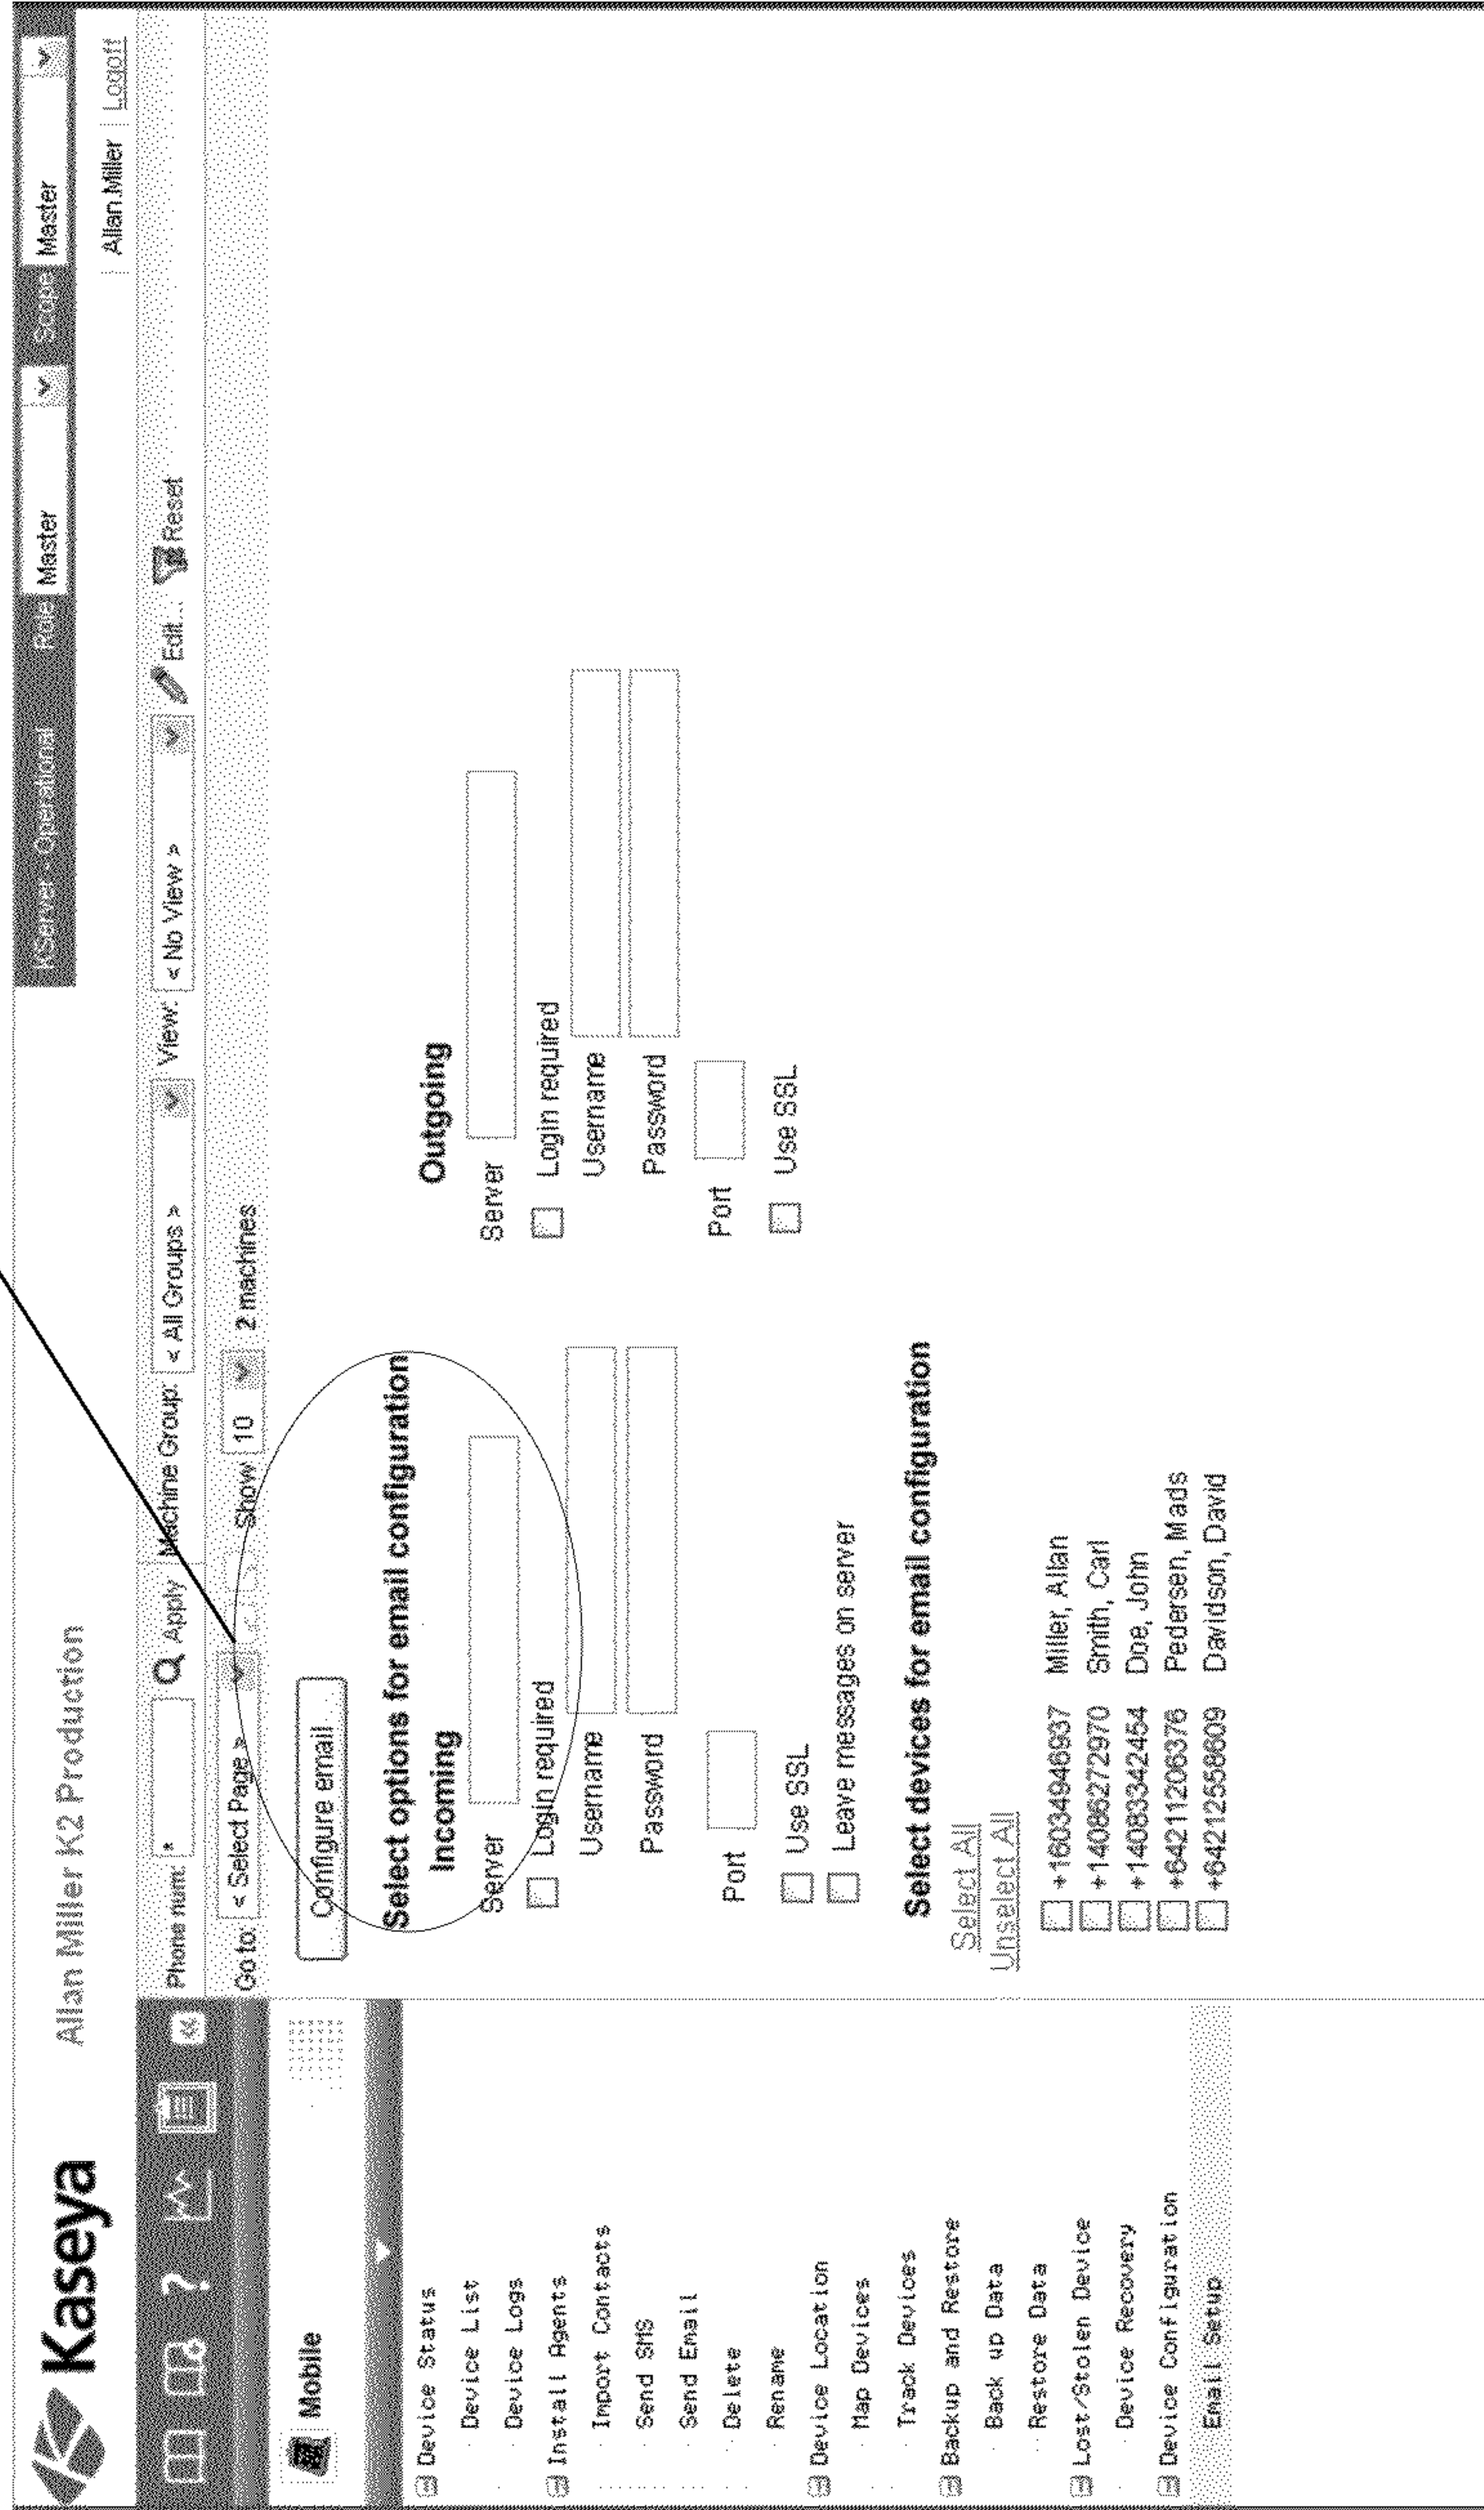 Kaseya
Allan Miller K2 Production
KServer - Operational Role Master Scope Master
Allan.Miller Logoff
Phone num: * Apply Machine Group: < All Groups > View: < No View > Edit... Reset
Go to: < Select Page > Show 10 2 machines
Mobile
Device Status
Device List
Device Logs
Install Agents
Import Contacts
Send SMS
Send Email
Delete
Rename
Device Location
Map Devices
Track Devices
Backup and Restore
Back up Data
Restore Data
Lost/Stolen Device
Device Recovery
Device Configuration
Email Setup
Configure email
Select options for email configuration
Incoming
Server
Login required
Username
Password
Port
Use SSL
Leave messages on server
Outgoing
Server
Login required
Username
Password
Port
Use SSL
Select devices for email configuration
Select All
Unselect All
+16034946937 Miller, Allan
+14086272970 Smith, Carl
+14083342454 Doe, John
+64211206376 Pedersen, Mads
+64212558609 Davidson, David